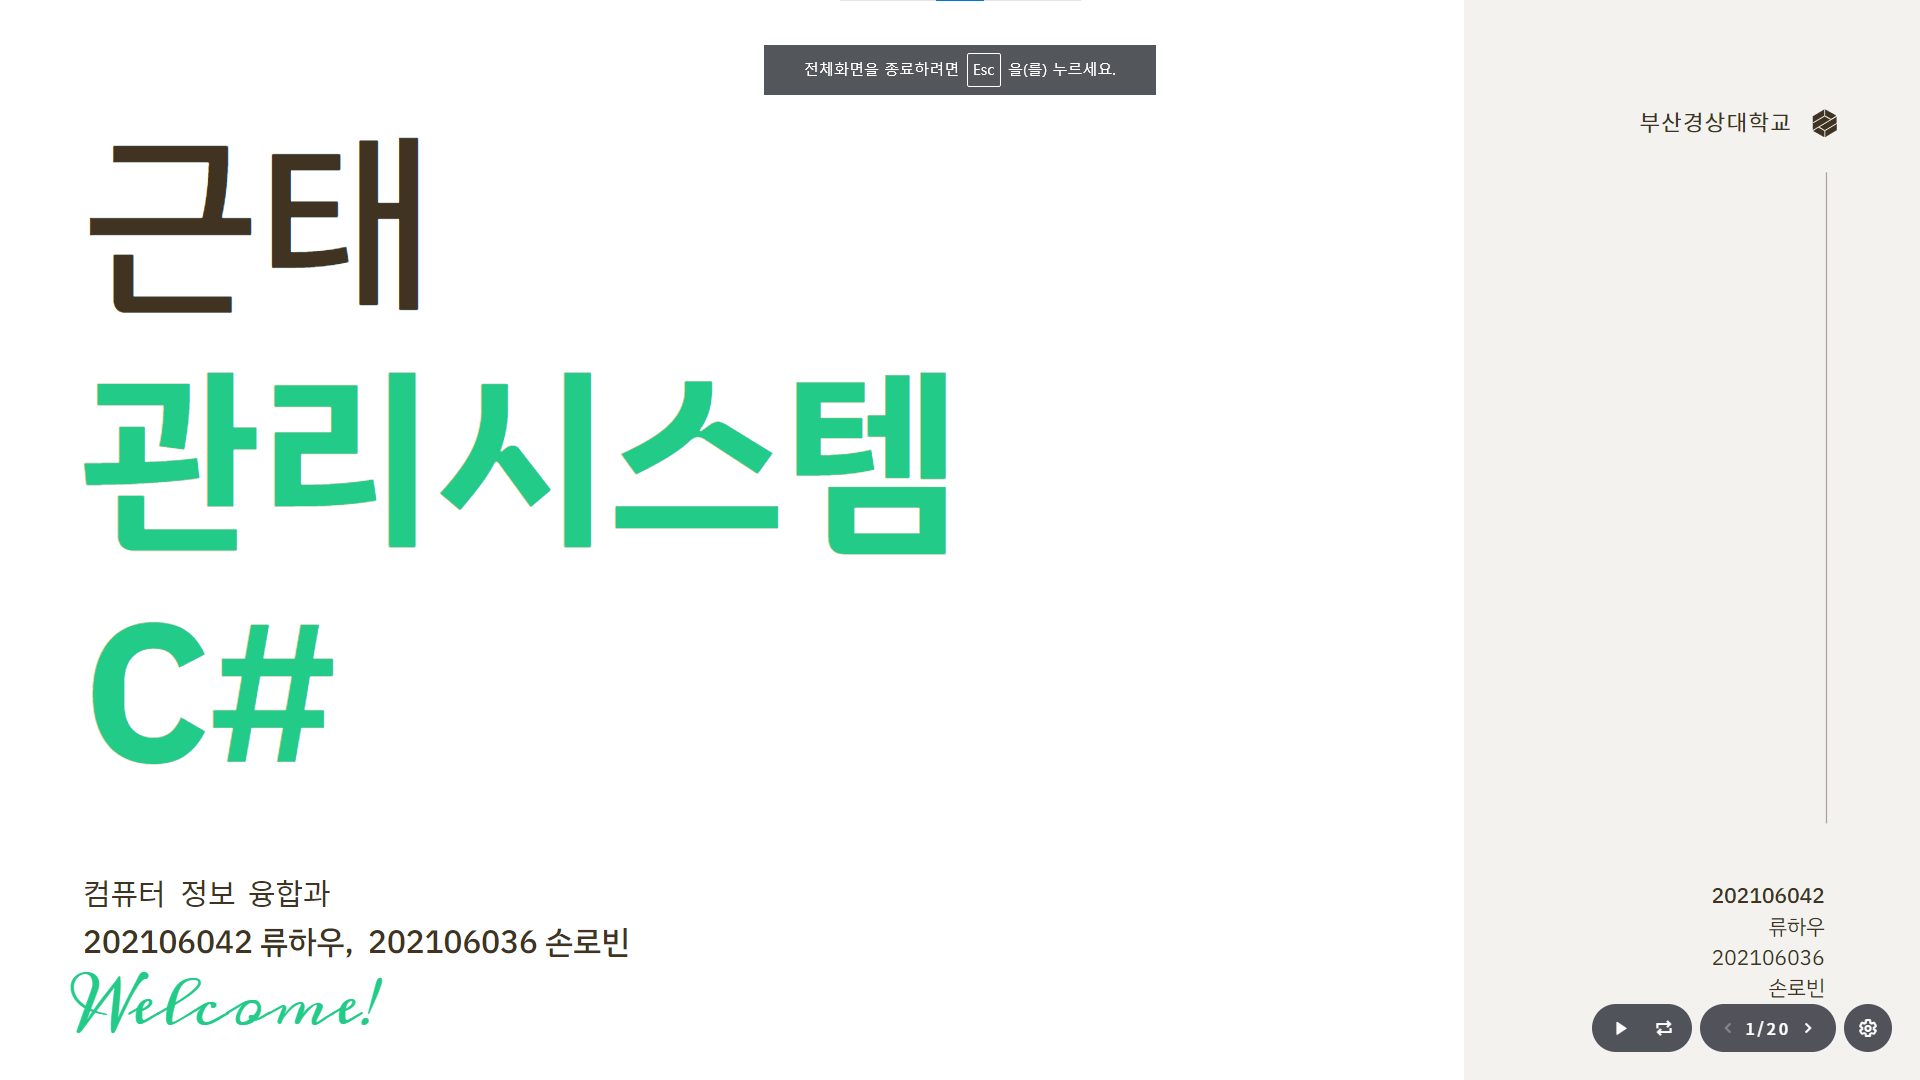 전체화면을 종료하려면 Esc 을(를) 누르세요.
부산경상대학교
근태
관리시스템
C#
컴퓨터 정보 융합과
202106042 류하우, 202106036 손로빈
Welcome!
202106042
류하우
202106036
손로빈
1/20